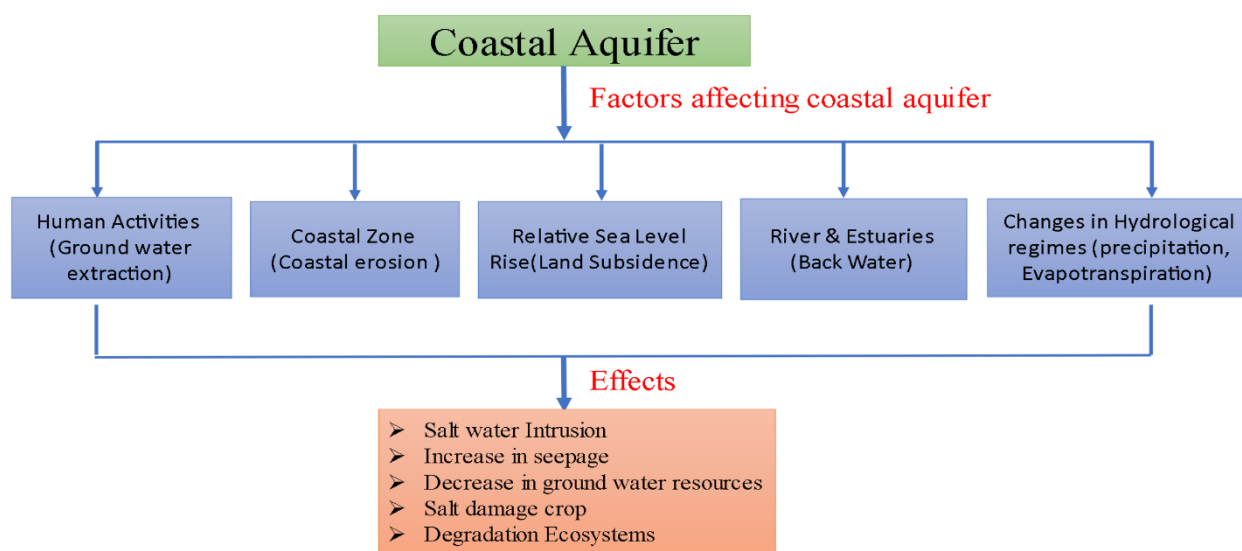 Coastal Aquifer
Factors affecting coastal aquifer
Human Activities
(Ground water
extraction)
Coastal Zone
(Coastal erosion )
Relative Sea Level
Rise(Land Subsidence)
River & Estuaries
(Back Water)
Changes in Hydrological
regimes (precipitation,
Evapotranspiration)
Effects
➢ Salt water Intrusion
➢ Increase in seepage
➢ Decrease in ground water resources
➢ Salt damage crop
➢ Degradation Ecosystems